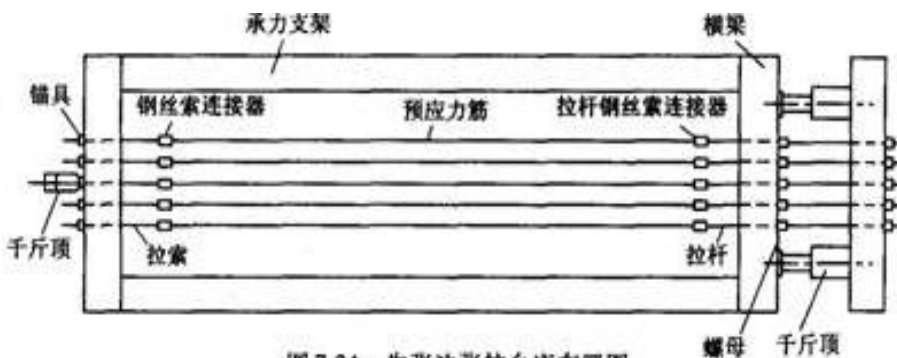 承力支架
横梁
锚具
钢丝索连接器
预应力筋
拉杆钢丝索连接器
千斤顶
拉索
拉杆
螺母
千斤顶